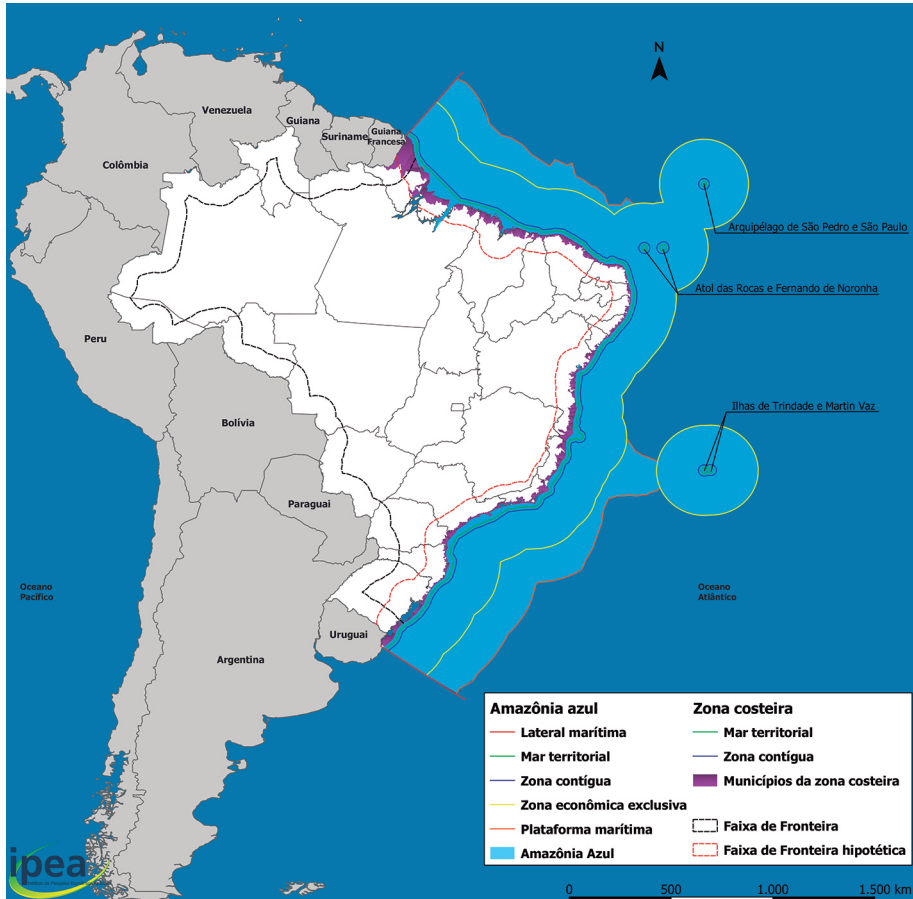 N
Venezuela
Guiana
Suriname
Guiana
Francesa
Colômbia
Arquipélago de São Pedro e São Paulo
Atol das Rocas e Fernando de Noronha
Peru
Ilhas de Trindade e Martin Vaz
Bolívia
Paraguai
Oceano
Pacífico
Oceano
Atlântico
Uruguai
Argentina
Amazônia azul
Lateral marítima
Mar territorial
Zona contígua
Zona econômica exclusiva
Plataforma marítima
Amazônia Azul
Zona costeira
Mar territorial
Zona contígua
Municípios da zona costeira
Faixa de Fronteira
Faixa de Fronteira hipotética
ipea
0 500 1.000 1.500 km